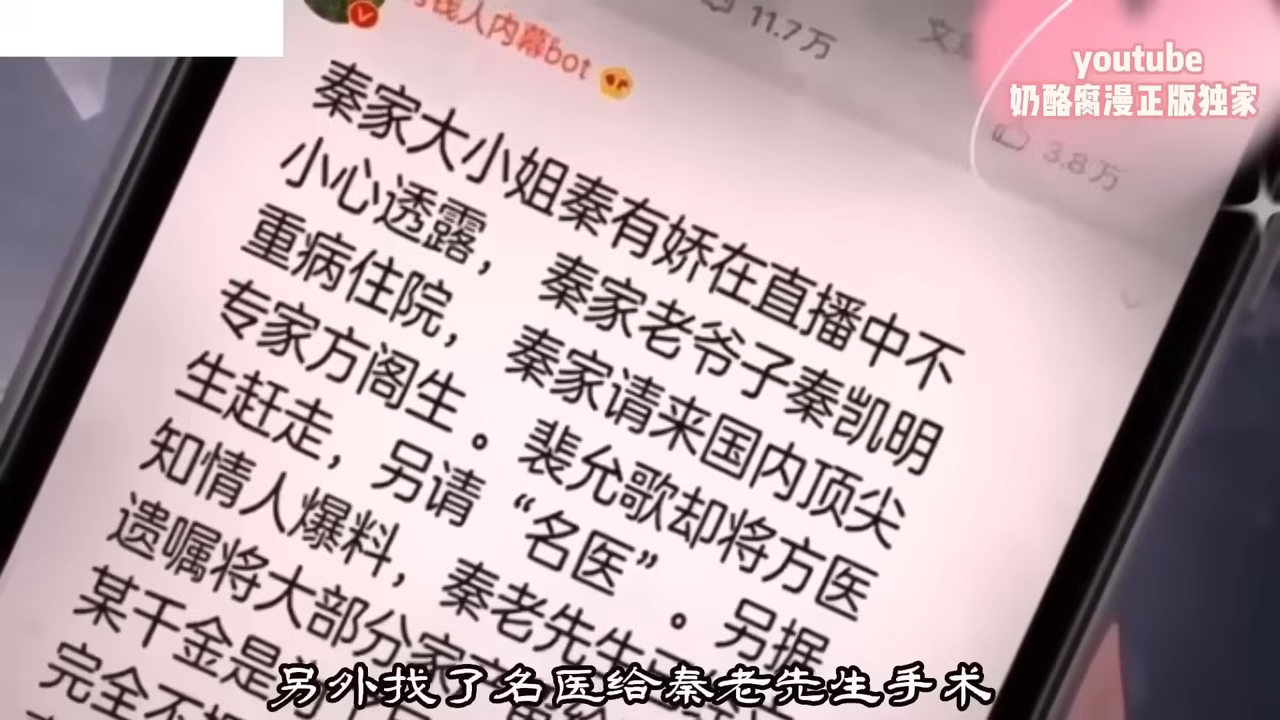 11.7万
youtube
奶酪腐漫正版独家
3.8万
人内幕bot
秦家大小姐秦有娇在直播中不
小心透露，秦家老爷子秦凯明
重病住院，秦家请来国内顶尖
专家方阁生。裴允歌却将方医
生赶走，另请“名医”。另据
知情人爆料，秦老先生
遗嘱将大部分家
某千金是
完全不
另外找了名医给秦老先生手术